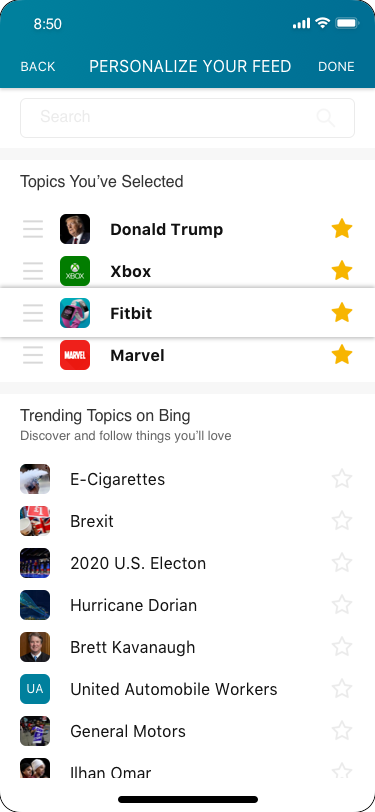 8:50
BACK PERSONALIZE YOUR FEED DONE
Search
Topics You've Selected
Donald Trump
XBOX
Xbox
Fitbit
MARVEL
Marvel
Trending Topics on Bing
Discover and follow things you'll love
E-Cigarettes
Brexit
2020 U.S. Electon
Hurricane Dorian
Brett Kavanaugh
UA United Automobile Workers
General Motors
Ilhan Omar